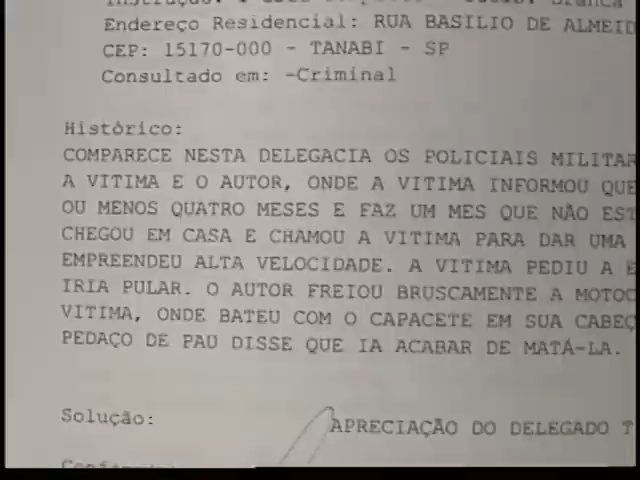 Endereço Residencial: RUA BASILIO DE ALMEID
CEP: 15170-000 - TANABI - SP
Consultado em: -Criminal
Histórico:
COMPARECE NESTA DELEGACIA OS POLICIAIS MILITAR
A VITIMA E O AUTOR, ONDE A VITIMA INFORMOU QUE
OU MENOS QUATRO MESES E FAZ UM MES QUE NÃO EST
CHEGOU EM CASA E CHAMOU A VITIMA PARA DAR UMA
EMPREENDEU ALTA VELOCIDADE. A VITIMA PEDIU A E
IRIA PULAR. O AUTOR FREIOU BRUSCAMENTE A MOTOC
VITIMA, ONDE BATEU COM O CAPACETE EM SUA CABEÇ
PEDAÇO DE PAU DISSE QUE IA ACABAR DE MATÁ-LA.
Solução: APRECIAÇÃO DO DELEGADO T